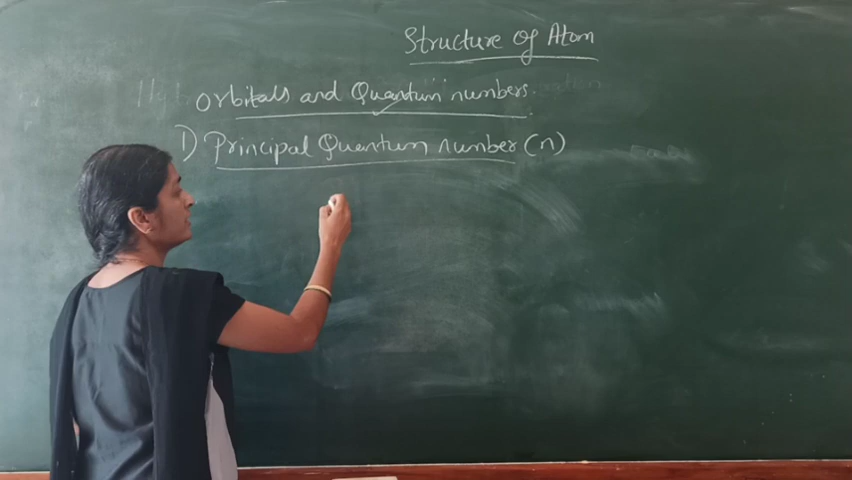 Structure of Atom
Orbitals and Quantum numbers.
1) Principal Quantum number (n)